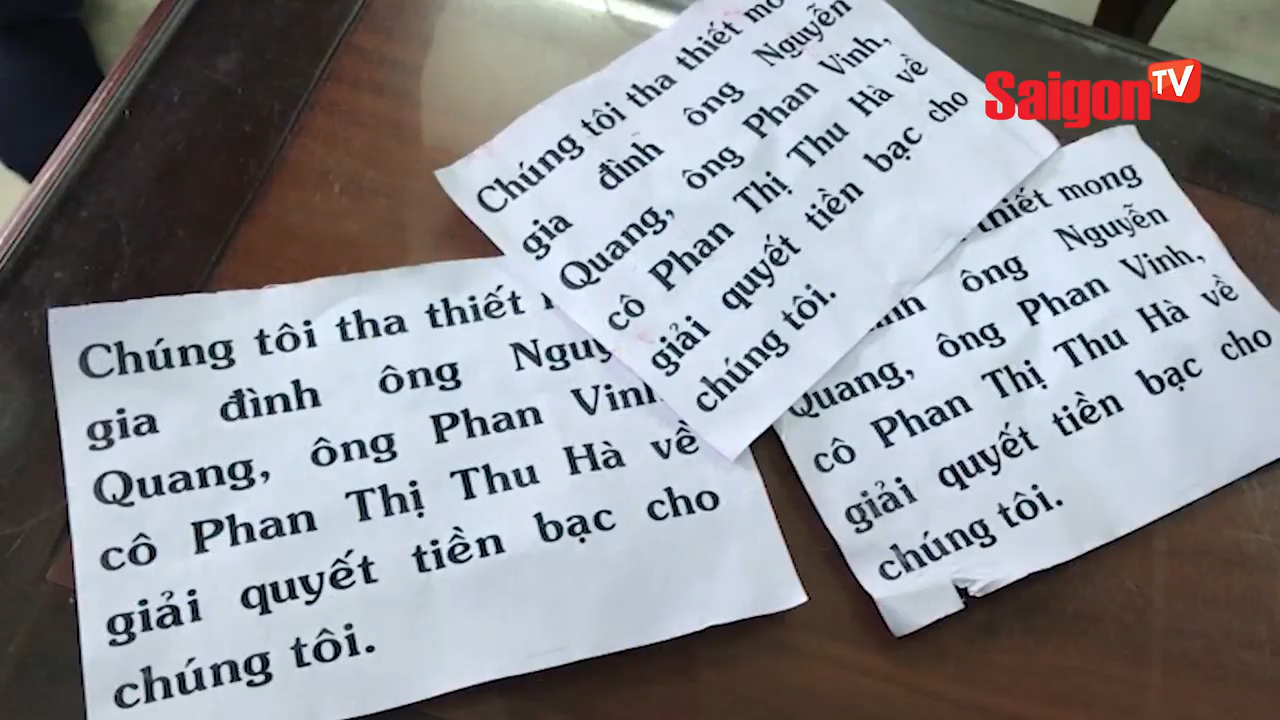 Saigon TV
Chúng tôi tha thiết
gia đình ông Nguyễn
Quang, ông Phan Vinh,
cô Phan Thị Thu Hà về
giải quyết tiền bạc cho
chúng tôi.
Chúng tôi tha thiết
gia đình ông
Quang, ông Phan
cô Phan Thị Thu Hà về
giải quyết tiền bạc cho
chúng tôi.
thiết mong
ông Nguyễn
Quang, ông Phan Vinh,
cô Phan Thị Thu Hà về
giải quyết tiền bạc cho
chúng tôi.